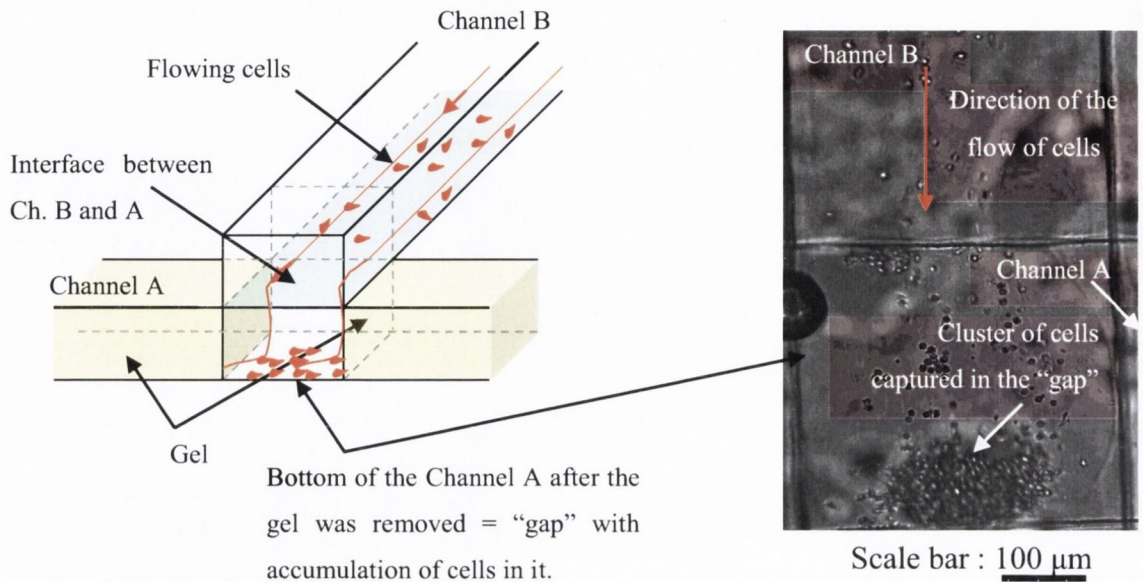 Channel B
Flowing cells
Interface between
Ch. B and A
Channel A
Gel
Bottom of the Channel A after the
gel was removed = “gap” with
accumulation of cells in it.
Channel B
Direction of the
flow of cells
Channel A
Cluster of cells
captured in the “gap”
Scale bar : 100 µm